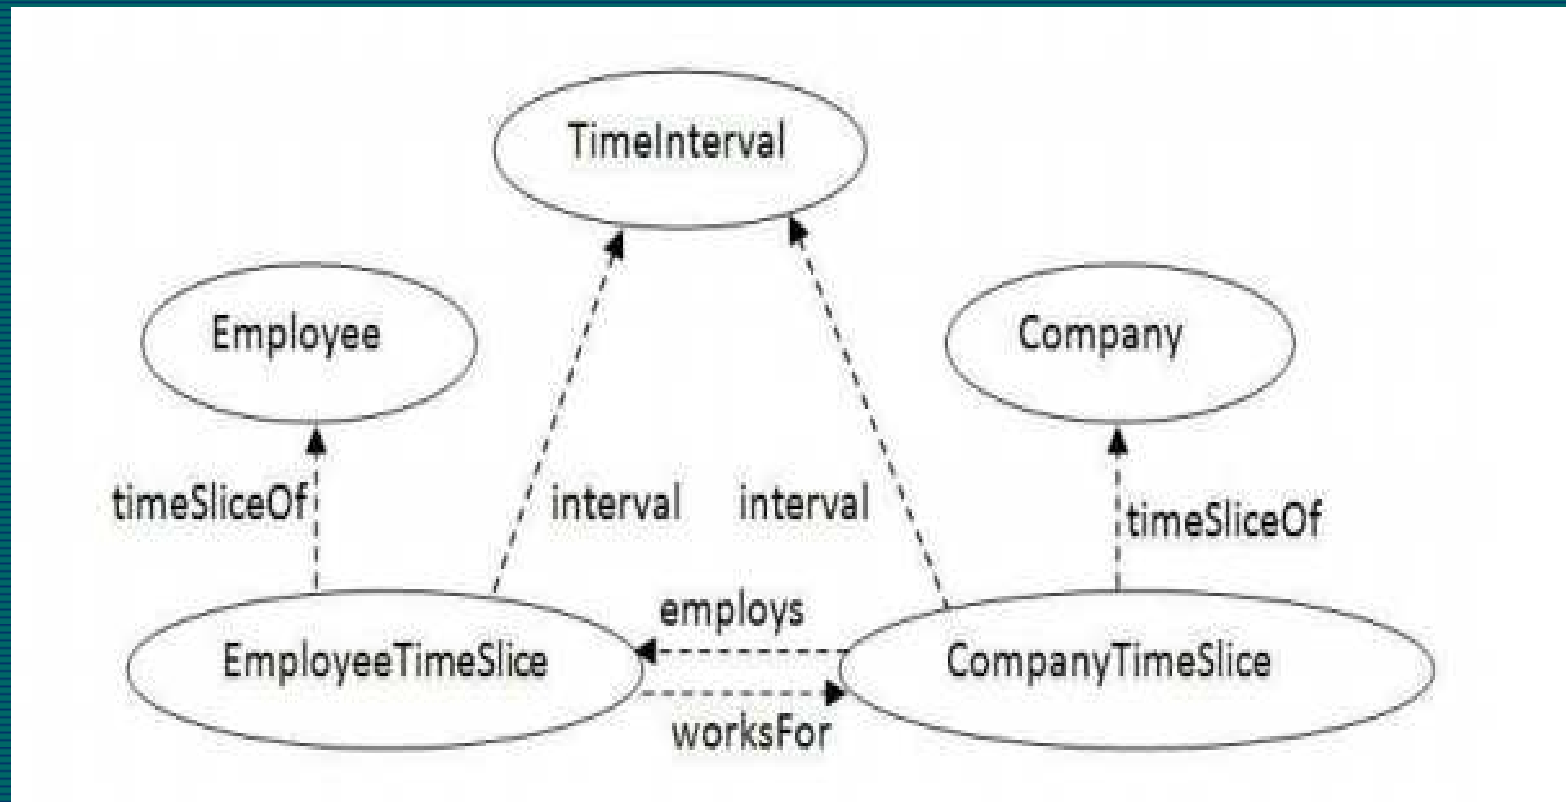 TimeInterval
Employee
Company
timeSliceOf
interval
interval
timeSliceOf
employs
EmployeeTimeSlice
CompanyTimeSlice
worksFor